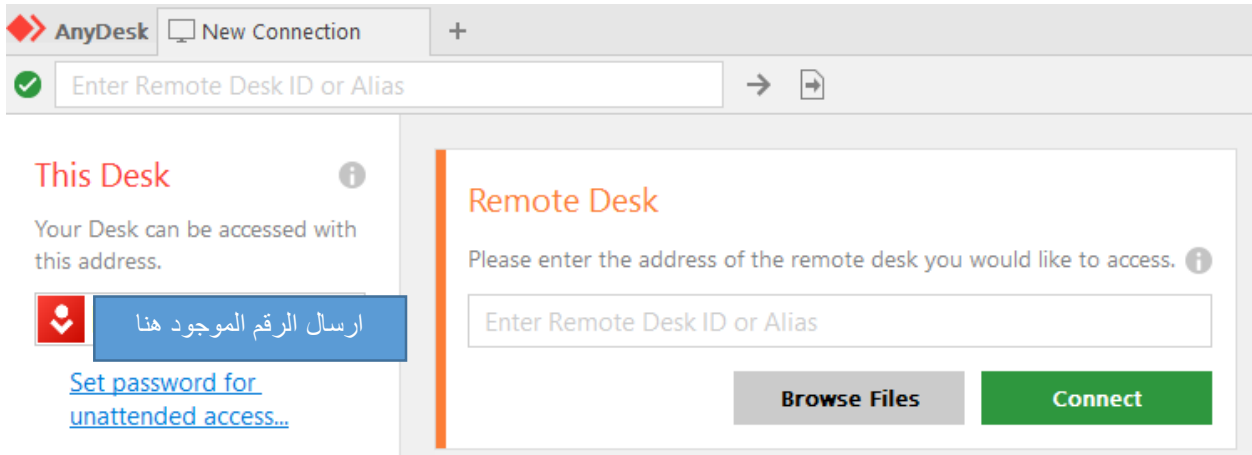 AnyDesk
New Connection
+
Enter Remote Desk ID or Alias
This Desk
Your Desk can be accessed with
this address.
ارسال الرقم الموجود هنا
Set password for
unattended access...
Remote Desk
Please enter the address of the remote desk you would like to access.
Enter Remote Desk ID or Alias
Browse Files
Connect